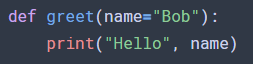 def greet(name="Bob"):
    print("Hello", name)